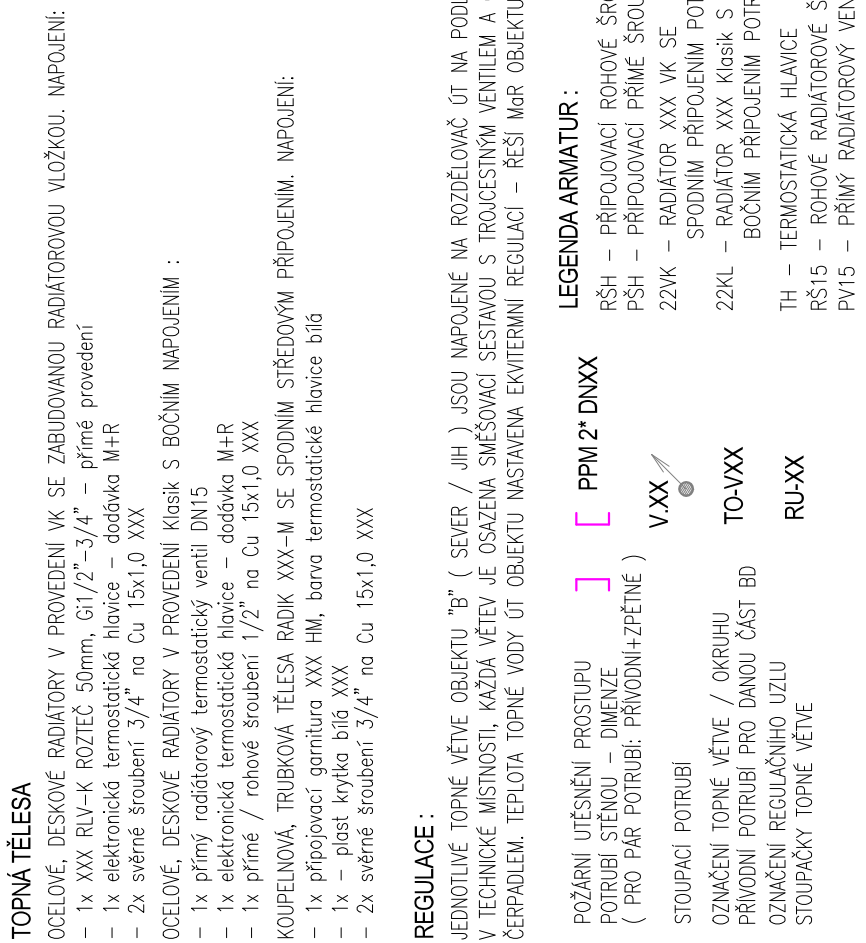 TOPNÁ TĚLESA
OCELOVÉ, DESKOVÉ RADIÁTORY V PROVEDENÍ VK SE ZABUDOVANOU RADIÁTOROVOU VLOŽKOU. NAPOJENÍ:
– 1x XXX RLV–K ROZTEČ 50mm, Gi1/2"–3/4" – přímé provedení
– 1x elektronická termostatická hlavice – dodávka M+R
– 2x svěrné šroubení 3/4" na Cu 15x1,0 XXX
OCELOVÉ, DESKOVÉ RADIÁTORY V PROVEDENÍ Klasik S BOČNÍM NAPOJENÍM :
– 1x přímý radiátorový termostatický ventil DN15
– 1x elektronická termostatická hlavice – dodávka M+R
– 1x přímé / rohové šroubení 1/2" na Cu 15x1,0 XXX
KOUPELNOVÁ, TRUBKOVÁ TĚLESA RADIK XXX–M SE SPODNÍM STŘEDOVÝM PŘIPOJENÍM. NAPOJENÍ:
– 1x připojovací garnitura XXX HM, barva termostatické hlavice bílá
– 1x – plast krytka bílá XXX
– 2x svěrné šroubení 3/4" na Cu 15x1,0 XXX
REGULACE :
JEDNOTLIVÉ TOPNÉ VĚTVE OBJEKTU "B" ( SEVER / JIH ) JSOU NAPOJENÉ NA ROZDĚLOVAČ ÚT NA
V TECHNICKÉ MÍSTNOSTI, KAŽDÁ VĚTEV JE OSAZENA SMĚŠOVACÍ SESTAVOU S TROJCESTNÝM VENTILEM A
ČERPADLEM. TEPLOTA TOPNÉ VODY ÚT OBJEKTU NASTAVENA EKVITERMNÍ REGULACÍ – ŘEŠÍ MaR OBJEKTU
POŽÁRNÍ UTĚSNĚNÍ PROSTUPU
POTRUBÍ STĚNOU – DIMENZE
( PRO PÁR POTRUBÍ: PŘÍVODNÍ+ZPĚTNÉ )
PPM 2* DNXX
STOUPACÍ POTRUBÍ
V.XX
OZNAČENÍ TOPNÉ VĚTVE / OKRUHU
PŘÍVODNÍ POTRUBÍ PRO DANOU ČÁST BD
TO-VXX
OZNAČENÍ REGULAČNÍHO UZLU
STOUPAČKY TOPNÉ VĚTVE
RU-XX
LEGENDA ARMATUR :
RŠH – PŘIPOJOVACÍ ROHOVÉ
PŠH – PŘIPOJOVACÍ PŘÍMÉ
22VK – RADIÁTOR XXX VK SE
SPODNÍM PŘIPOJENÍM
22KL – RADIÁTOR XXX Klasik S
BOČNÍM PŘIPOJENÍM
TH – TERMOSTATICKÁ HLAVICE
RŠ15 – ROHOVÉ RADIÁTOROVÉ
PV15 – PŘÍMÝ RADIÁTOROVÝ